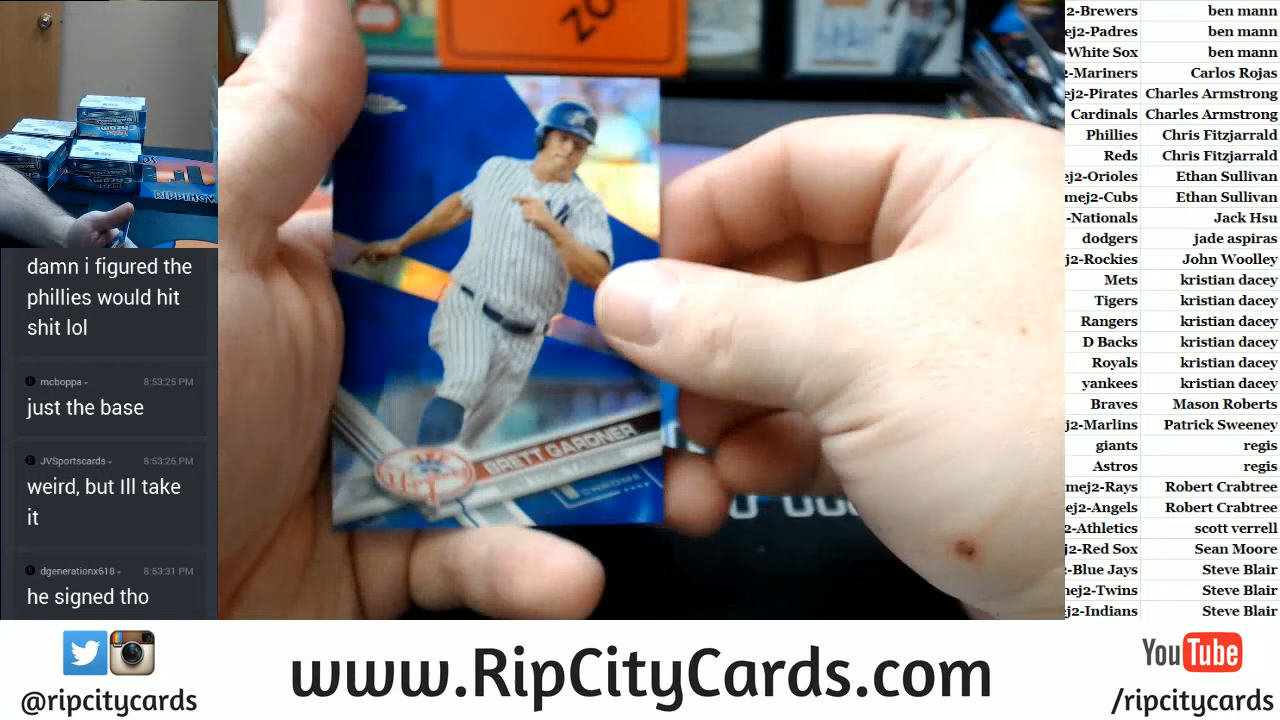 ZO
damn i figured the
phillies would hit
shit lol
mcboppa
8:53:25 PM
just the base
JVSportscards
8:53:26 PM
weird, but Ill take
it
dgenerationx618
8:53:31 PM
he signed tho
Chrome
RIPPINGW
BRETT GARDNER
CHROME
2-Brewers ben mann
ej2-Padres ben mann
-White Sox ben mann
2-Mariners Carlos Rojas
ej2-Pirates Charles Armstrong
Cardinals Charles Armstrong
Phillies Chris Fitzjarrald
Reds Chris Fitzjarrald
ej2-Orioles Ethan Sullivan
mej2-Cubs Ethan Sullivan
-Nationals Jack Hsu
dodgers jade aspiras
j2-Rockies John Woolley
Mets kristian dacey
Tigers kristian dacey
Rangers kristian dacey
D Backs kristian dacey
Royals kristian dacey
yankees kristian dacey
Braves Mason Roberts
j2-Marlins Patrick Sweeney
giants regis
Astros regis
mej2-Rays Robert Crabtree
ej2-Angels Robert Crabtree
2-Athletics scott verrell
j2-Red Sox Sean Moore
-Blue Jays Steve Blair
nej2-Twins Steve Blair
ej2-Indians Steve Blair
@ripcitycards
www.RipCityCards.com
YouTube
/ripcitycards